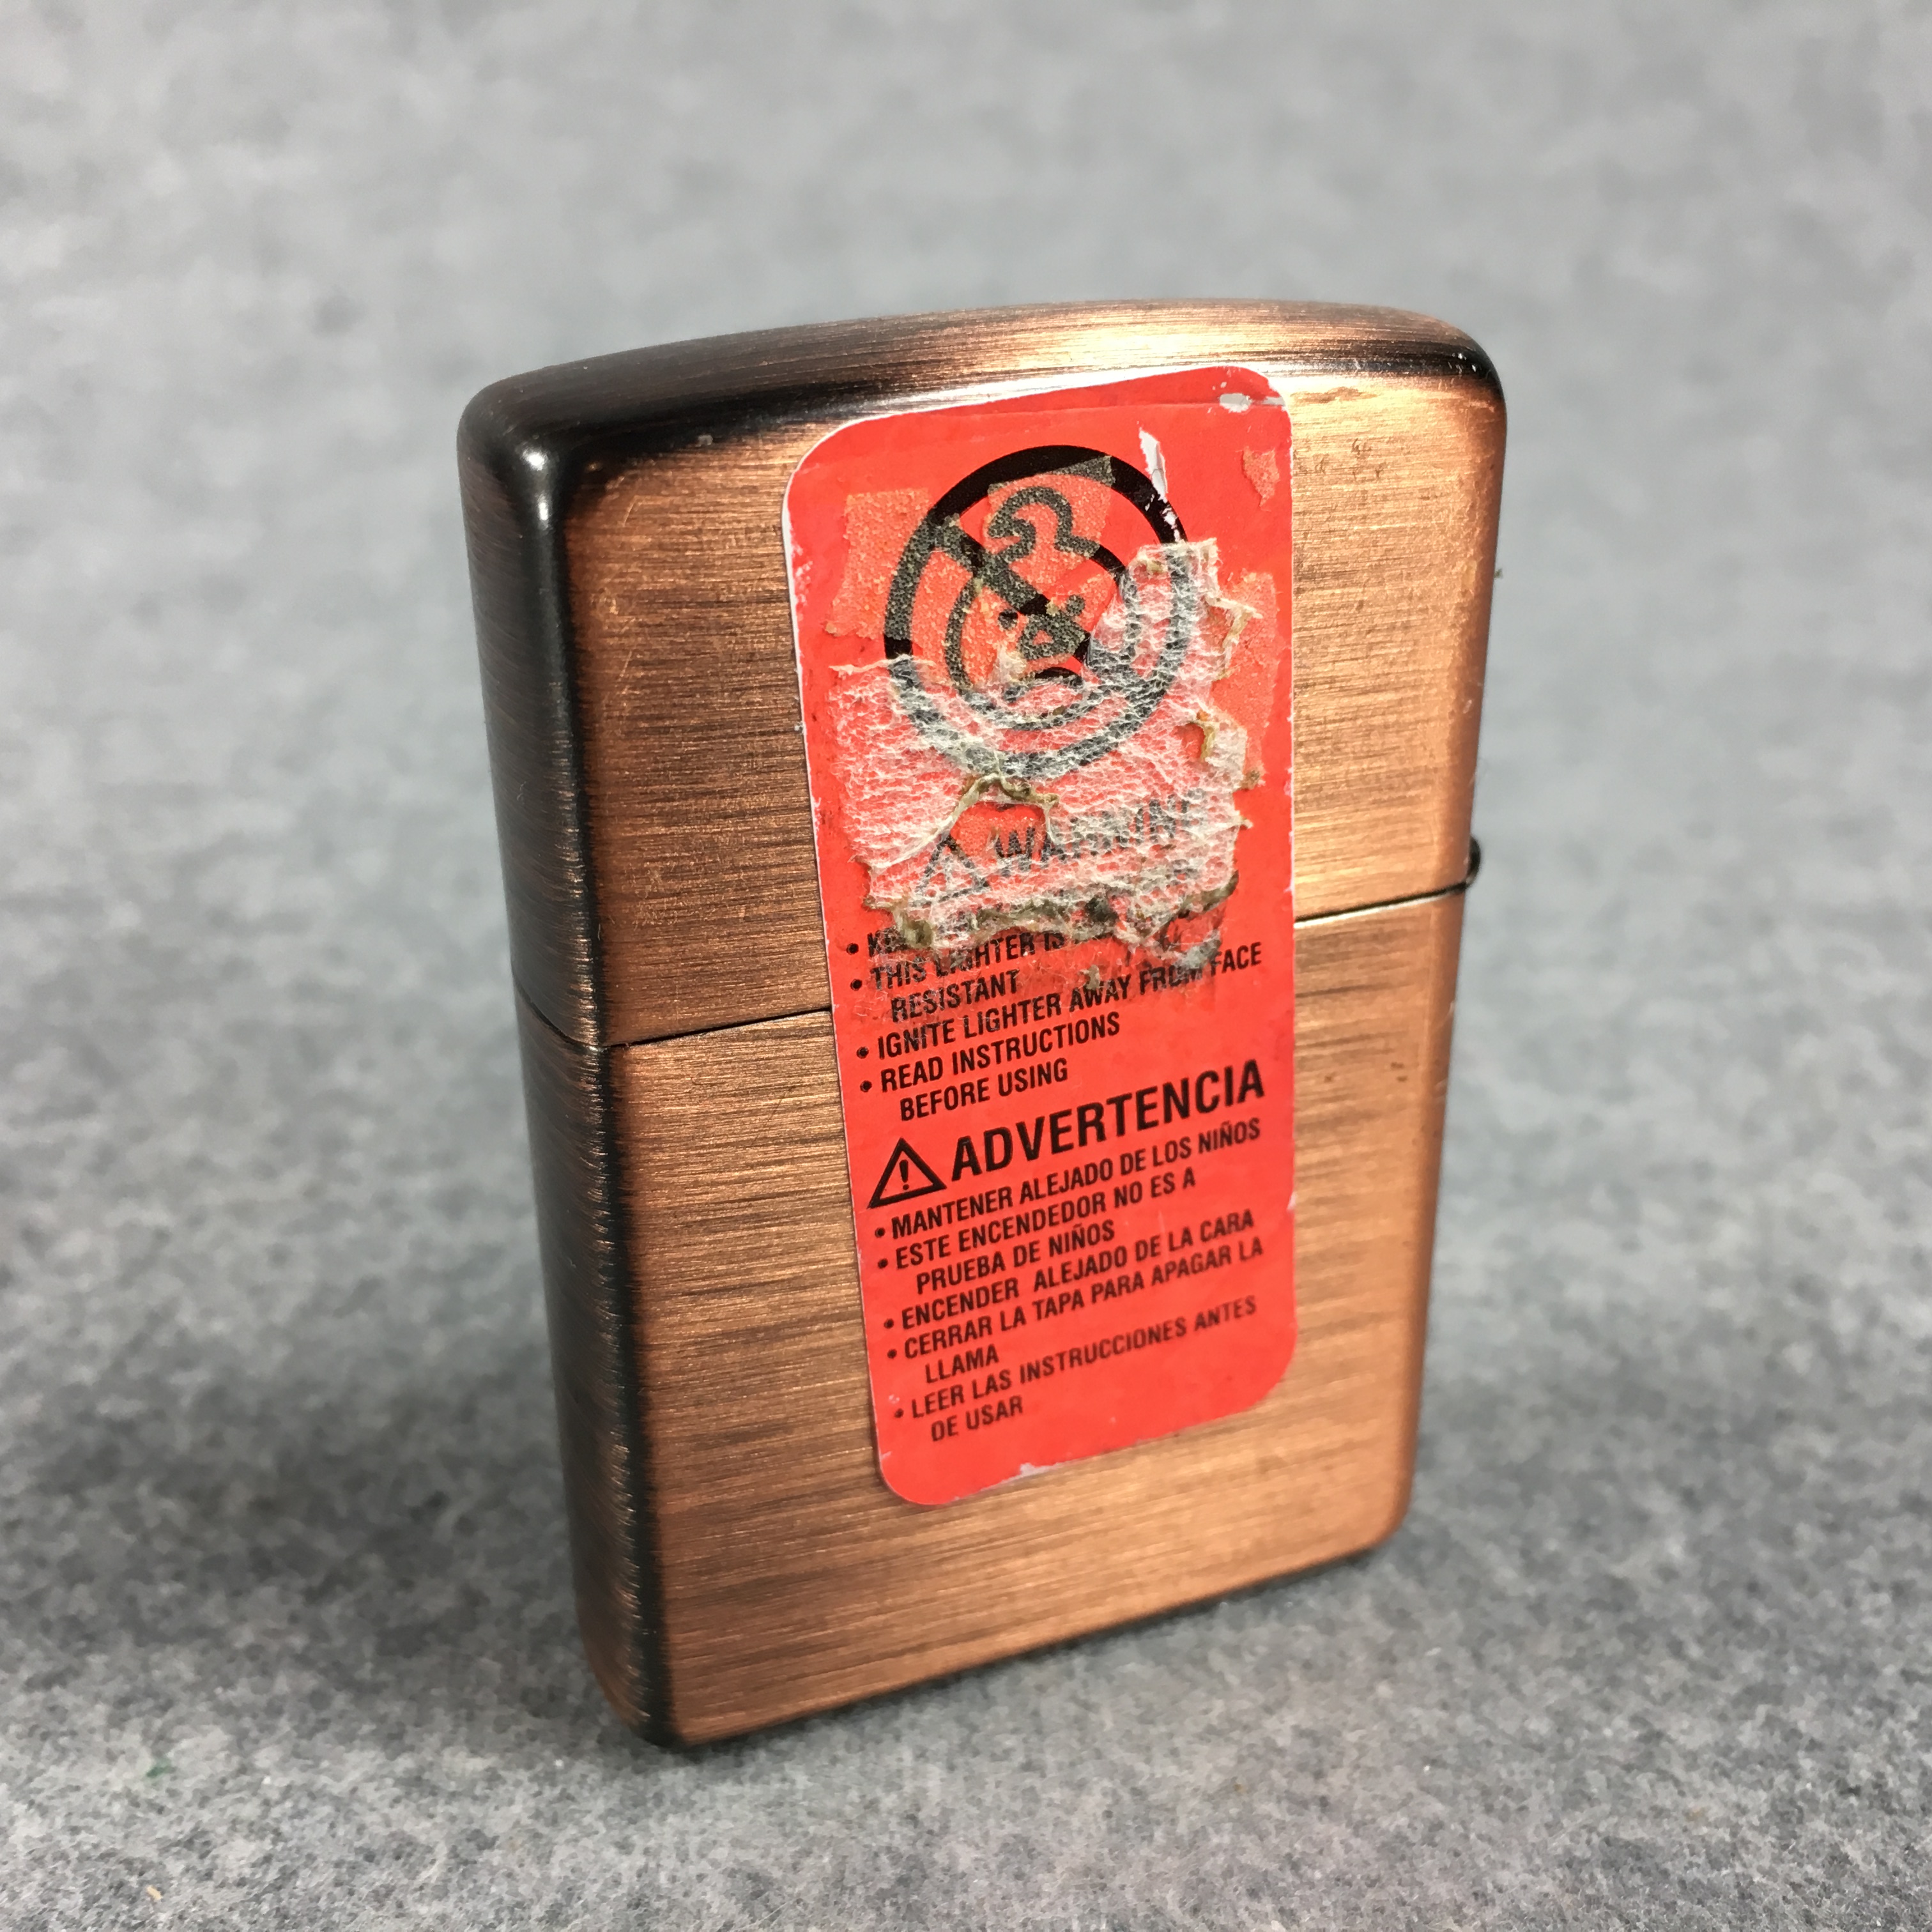 WARNING
• THIS LIGHTER IS
RESISTANT
• IGNITE LIGHTER AWAY FROM FACE
• READ INSTRUCTIONS
BEFORE USING
ADVERTENCIA
• MANTENER ALEJADO DE LOS NIÑOS
• ESTE ENCENDEDOR NO ES A
PRUEBA DE NIÑOS
• ENCENDER ALEJADO DE LA CARA
• CERRAR LA TAPA PARA APAGAR LA
LLAMA
• LEER LAS INSTRUCCIONES ANTES
DE USAR